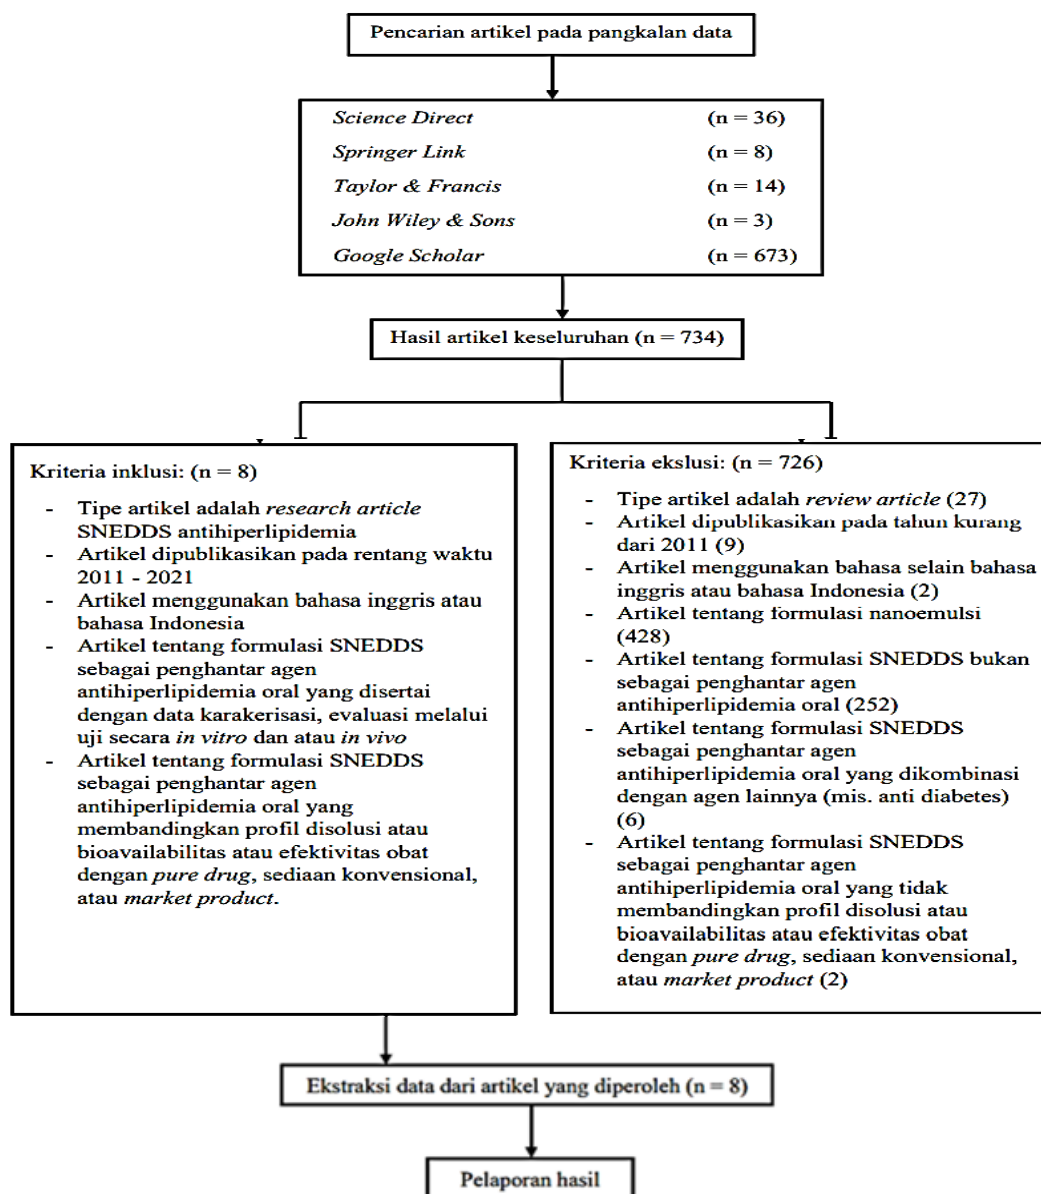 Pencarian artikel pada pangkalan data
Science Direct (n = 36)
Springer Link (n = 8)
Taylor & Francis (n = 14)
John Wiley & Sons (n = 3)
Google Scholar (n = 673)
Hasil artikel keseluruhan (n = 734)
Kriteria inklusi: (n = 8)
- Tipe artikel adalah research article
SNEDDS antihiperlipidemia
- Artikel dipublikasikan pada rentang waktu
2011 - 2021
- Artikel menggunakan bahasa inggris atau
bahasa Indonesia
- Artikel tentang formulasi SNEDDS
sebagai penghantar agen
antihiperlipidemia oral yang disertai
dengan data karakerisasi, evaluasi melalui
uji secara in vitro dan atau in vivo
- Artikel tentang formulasi SNEDDS
sebagai penghantar agen
antihiperlipidemia oral yang
membandingkan profil disolusi atau
bioavailabilitas atau efektivitas obat
dengan pure drug, sediaan konvensional,
atau market product.
Kriteria ekslusi: (n = 726)
- Tipe artikel adalah review article (27)
- Artikel dipublikasikan pada tahun kurang
dari 2011 (9)
- Artikel menggunakan bahasa selain bahasa
inggris atau bahasa Indonesia (2)
- Artikel tentang formulasi nanoemulsi
(428)
- Artikel tentang formulasi SNEDDS bukan
sebagai penghantar agen
antihiperlipidemia oral (252)
- Artikel tentang formulasi SNEDDS
sebagai penghantar agen
antihiperlipidemia oral yang dikombinasi
dengan agen lainnya (mis. anti diabetes)
(6)
- Artikel tentang formulasi SNEDDS
sebagai penghantar agen
antihiperlipidemia oral yang tidak
membandingkan profil disolusi atau
bioavailabilitas atau efektivitas obat
dengan pure drug, sediaan konvensional,
atau market product (2)
Ekstraksi data dari artikel yang diperoleh (n = 8)
Pelaporan hasil